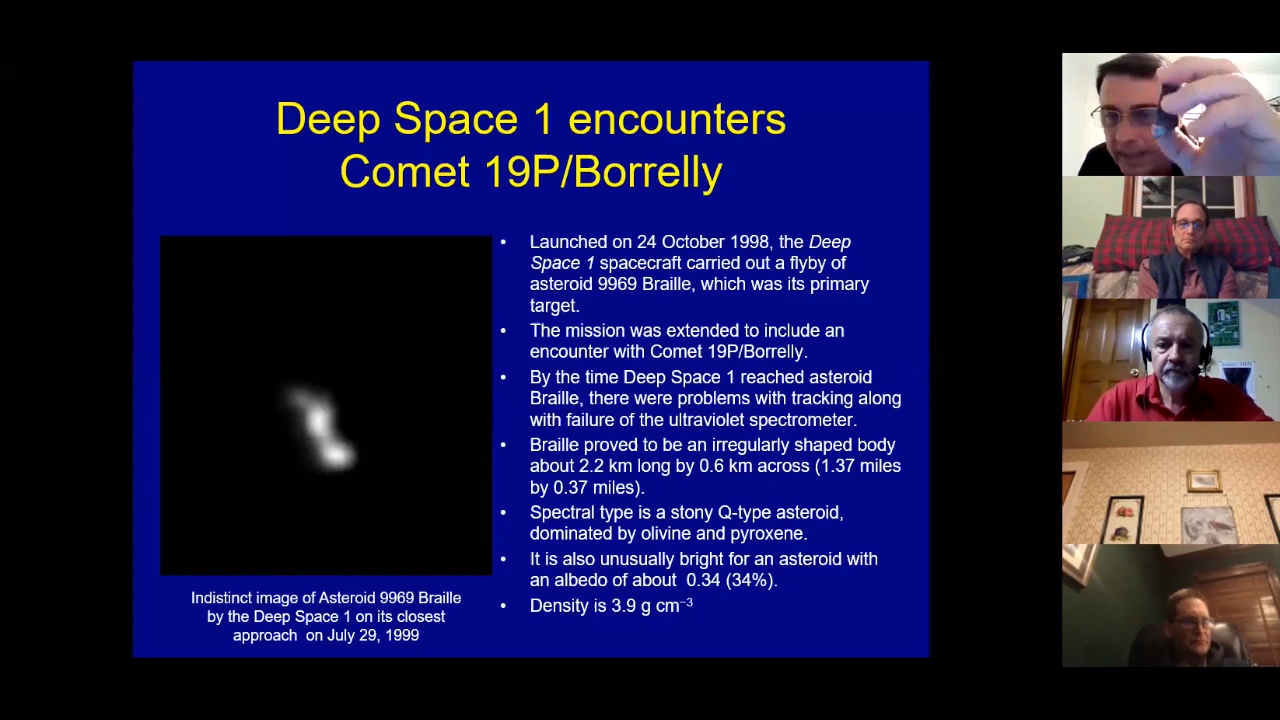 Deep Space 1 encounters
Comet 19P/Borrelly
• Launched on 24 October 1998, the Deep
Space 1 spacecraft carried out a flyby of
asteroid 9969 Braille, which was its primary
target.
• The mission was extended to include an
encounter with Comet 19P/Borrelly.
• By the time Deep Space 1 reached asteroid
Braille, there were problems with tracking along
with failure of the ultraviolet spectrometer.
• Braille proved to be an irregularly shaped body
about 2.2 km long by 0.6 km across (1.37 miles
by 0.37 miles).
• Spectral type is a stony Q-type asteroid,
dominated by olivine and pyroxene.
• It is also unusually bright for an asteroid with
an albedo of about 0.34 (34%).
• Density is 3.9 g cm⁻³
Indistinct image of Asteroid 9969 Braille
by the Deep Space 1 on its closest
approach on July 29, 1999